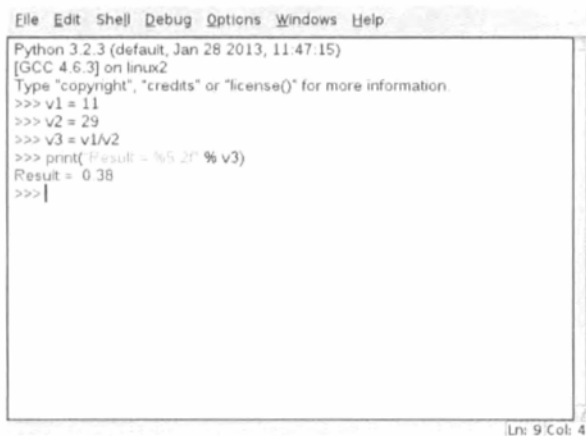 File Edit Shell Debug Options Windows Help
Python 3.2.3 (default, Jan 28 2013, 11:47:15)
[GCC 4.6.3] on linux2
Type "copyright", "credits" or "license()" for more information.
>>> v1 = 11
>>> v2 = 29
>>> v3 = v1/v2
>>> print("Result = %5.2f" % v3)
Result =  0.38
>>>
Ln: 9 Col: 4